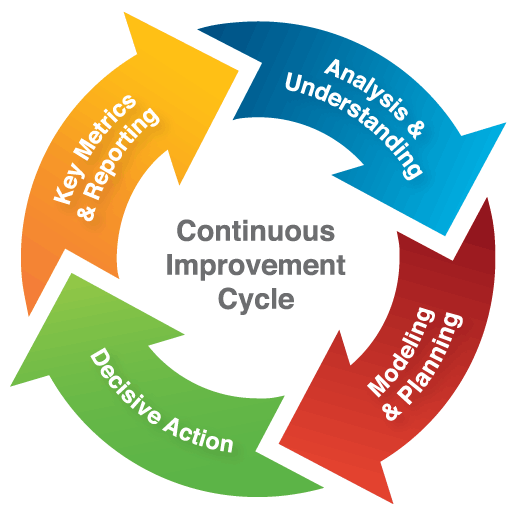 Analysis &
Understanding
Key Metrics
& Reporting
Continuous
Improvement
Cycle
Modeling
& Planning
Decisive Action